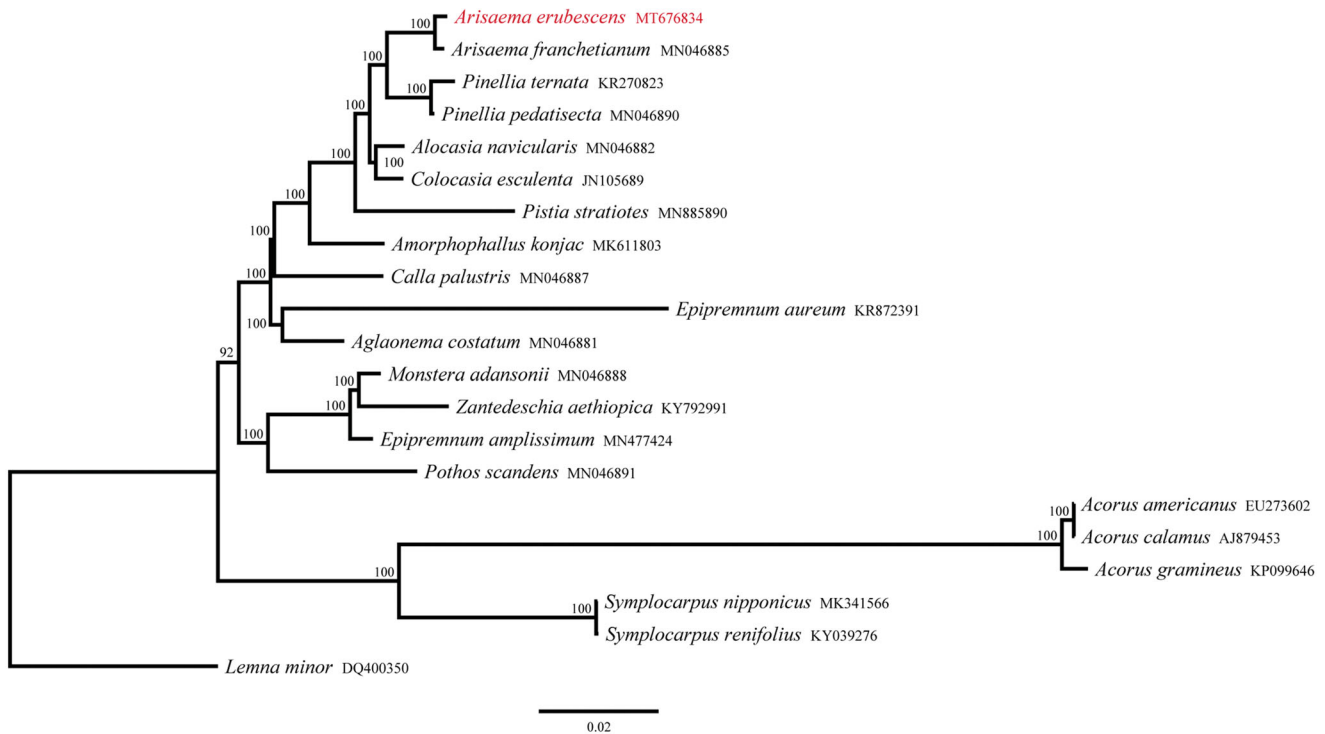 100 Arisaema erubescens MT676834
Arisaema franchetianum MN046885
100
100 Pinellia ternata KR270823
Pinellia pedatisecta MN046890
100
Alocasia navicularis MN046882
100 100
Colocasia esculenta JN105689
100
Pistia stratiotes MN885890
100
Amorphophallus konjac MK611803
100
Calla palustris MN046887
Epipremnum aureum KR872391
100
Aglaonema costatum MN046881
92
Monstera adansonii MN046888
100
Zantedeschia aethiopica KY792991
100
Epipremnum amplissimum MN477424
100
Pothos scandens MN046891
Acorus americanus EU273602
100
Acorus calamus AJ879453
100
Acorus gramineus KP099646
100
Symplocarpus nipponicus MK341566
100
Symplocarpus renifolius KY039276
Lemna minor DQ400350
0.02